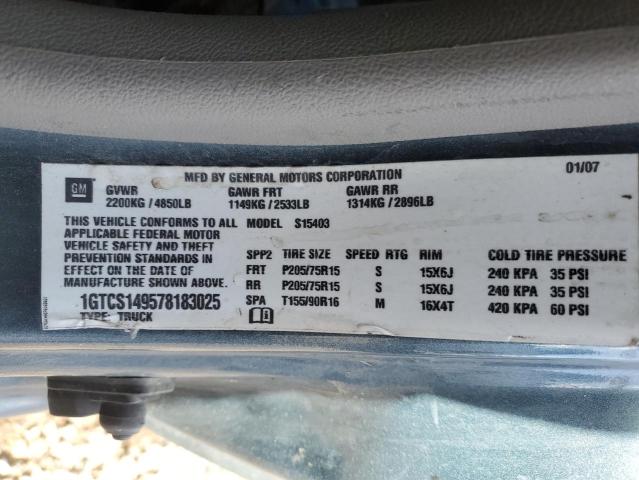 MFD BY GENERAL MOTORS CORPORATION 01/07
GM GVWR GAWR FRT GAWR RR
2200KG / 4850LB 1149KG / 2533LB 1314KG / 2896LB
THIS VEHICLE CONFORMS TO ALL MODEL S15403
APPLICABLE FEDERAL MOTOR
VEHICLE SAFETY AND THEFT
PREVENTION STANDARDS
IN EFFECT ON THE DATE OF
MANUFACTURE SHOWN ABOVE.
1GTCS149578183025
TYPE: TRUCK
SPP2 TIRE SIZE SPEED RTG RIM COLD TIRE PRESSURE
FRT P205/75R15 S 15X6J 240 KPA 35 PSI
RR P205/75R15 S 15X6J 240 KPA 35 PSI
SPA T155/90R16 M 16X4T 420 KPA 60 PSI